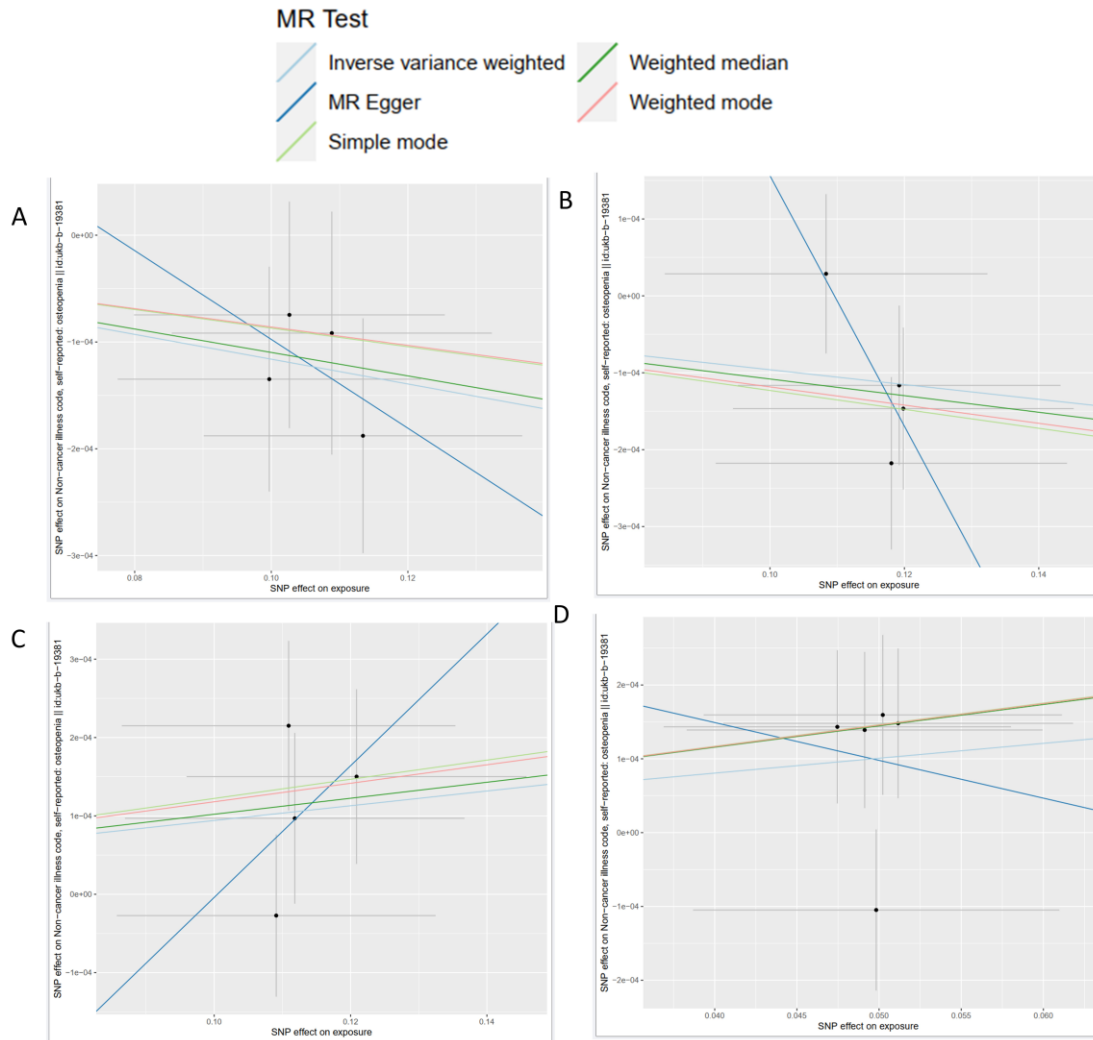 MR Test
Inverse variance weighted
Weighted median
MR Egger
Weighted mode
Simple mode
A
SNP effect on Non−cancer illness code, self−reported: osteopenia || id:ukb−b−19381
0e+00
−1e−04
−2e−04
−3e−04
0.08
0.10
0.12
SNP effect on exposure
B
SNP effect on Non−cancer illness code, self−reported: osteopenia || id:ukb−b−19381
1e−04
0e+00
−1e−04
−2e−04
−3e−04
0.10
0.12
0.14
SNP effect on exposure
C
SNP effect on Non−cancer illness code, self−reported: osteopenia || id:ukb−b−19381
3e−04
2e−04
1e−04
0e+00
−1e−04
0.10
0.12
0.14
SNP effect on exposure
D
SNP effect on Non−cancer illness code, self−reported: osteopenia || id:ukb−b−19381
2e−04
1e−04
0e+00
−1e−04
−2e−04
0.040
0.045
0.050
0.055
0.060
SNP effect on exposure